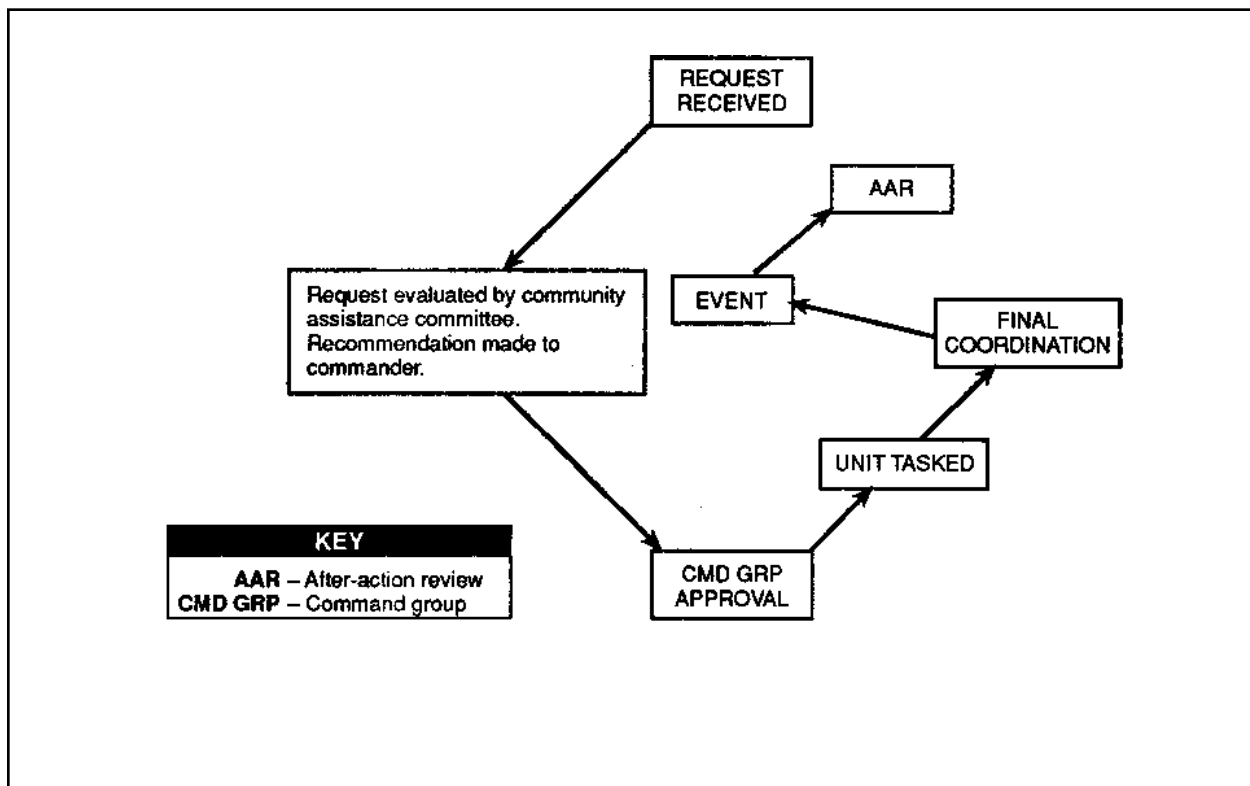 REQUEST
RECEIVED
Request evaluated by community
assistance committee.
Recommendation made to
commander.
CMD GRP
APPROVAL
UNIT TASKED
FINAL
COORDINATION
EVENT
AAR
KEY
AAR – After-action review
CMD GRP – Command group